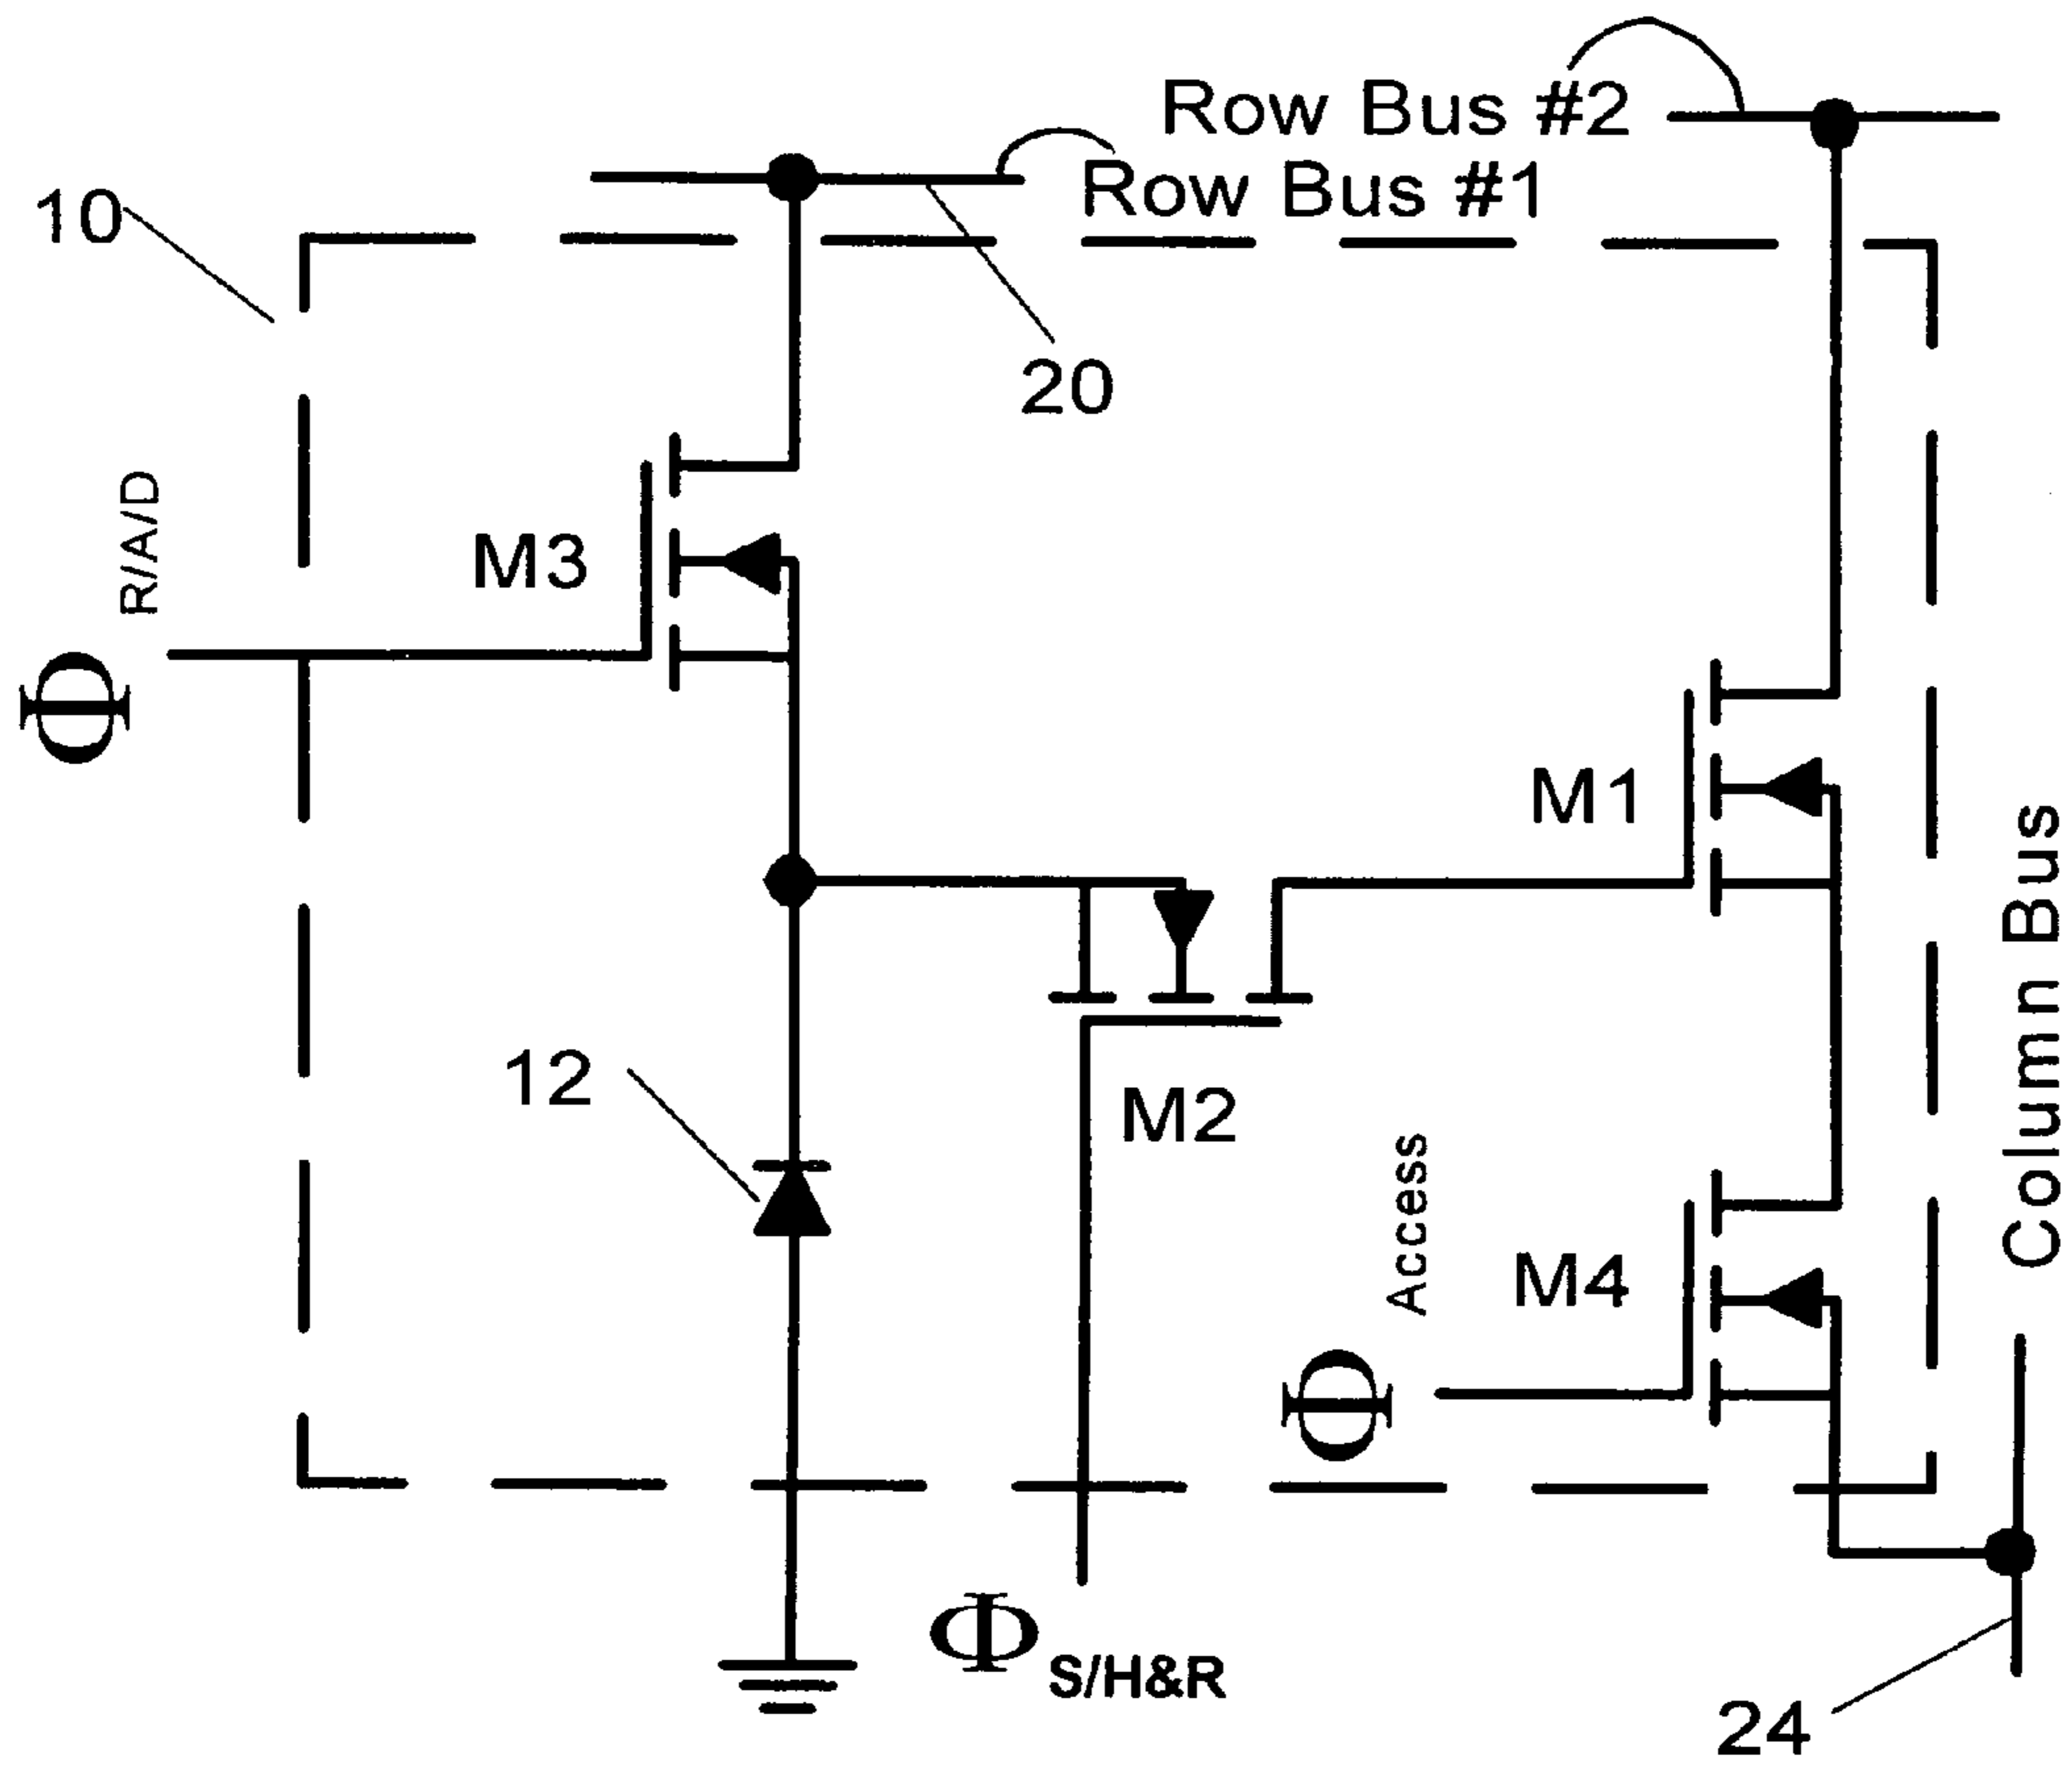 Row Bus #2
Row Bus #1
10
20
Φ R//A/D
M3
M1
Column Bus
12
M2
Φ Access
M4
Φ S/H&R
24